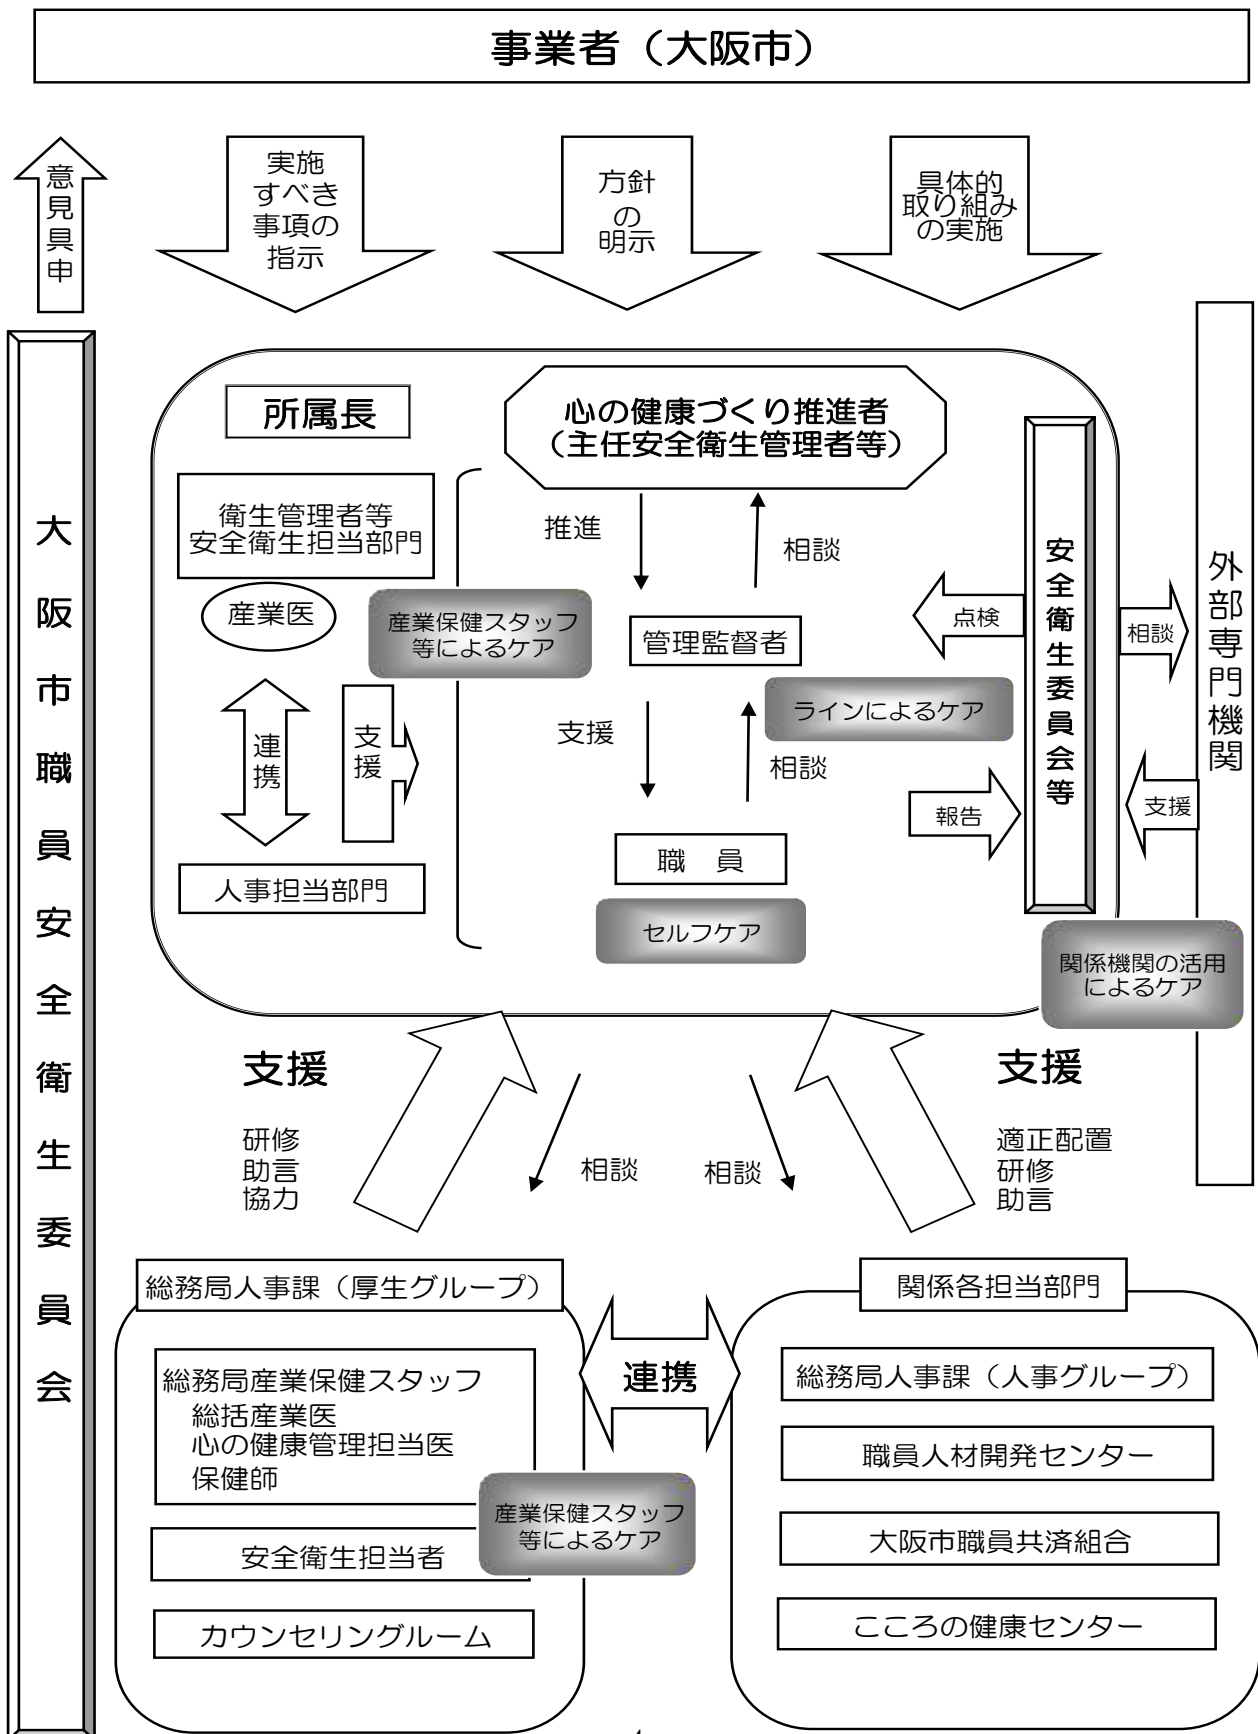 事業者（大阪市）
意見具申
実施
すべき
事項の
指示
方針
の
明示
具体的
取り組み
の実施
大阪市職員安全衛生委員会
所属長
心の健康づくり推進者
（主任安全衛生管理者等）
衛生管理者等
安全衛生担当部門
産業医
推進
相談
産業保健スタッフ
等によるケア
管理監督者
点検
安全衛生委員会等
相談
外部専門機関
ラインによるケア
連携
支援
支援
相談
報告
支援
職　員
人事担当部門
セルフケア
関係機関の活用
によるケア
支援
研修
助言
協力
相談
相談
支援
適正配置
研修
助言
総務局人事課（厚生グループ）
総務局産業保健スタッフ
総括産業医
心の健康管理担当医
保健師
産業保健スタッフ
等によるケア
安全衛生担当者
カウンセリングルーム
連携
関係各担当部門
総務局人事課（人事グループ）
職員人材開発センター
大阪市職員共済組合
こころの健康センター